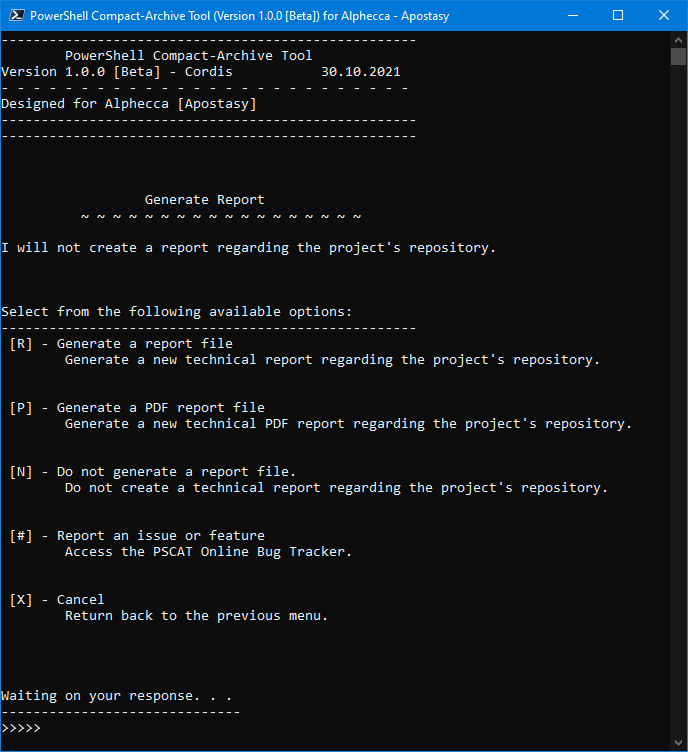 PowerShell Compact-Archive Tool (Version 1.0.0 [Beta]) for Alphecca - Apostasy
----------------------------------------------------
PowerShell Compact-Archive Tool
Version 1.0.0 [Beta] - Cordis           30.10.2021
- - - - - - - - - - - - - - - - - - - - - - - - - -
Designed for Alphecca [Apostasy]
----------------------------------------------------
----------------------------------------------------
Generate Report
~ ~ ~ ~ ~ ~ ~ ~ ~ ~ ~ ~ ~ ~ ~ ~ ~ ~
I will not create a report regarding the project's repository.
Select from the following available options:
----------------------------------------------------
[R] - Generate a report file
Generate a new technical report regarding the project's repository.
[P] - Generate a PDF report file
Generate a new technical PDF report regarding the project's repository.
[N] - Do not generate a report file.
Do not create a technical report regarding the project's repository.
[#] - Report an issue or feature
Access the PSCAT Online Bug Tracker.
[X] - Cancel
Return back to the previous menu.
Waiting on your response. . .
------------------------------
>>>>>